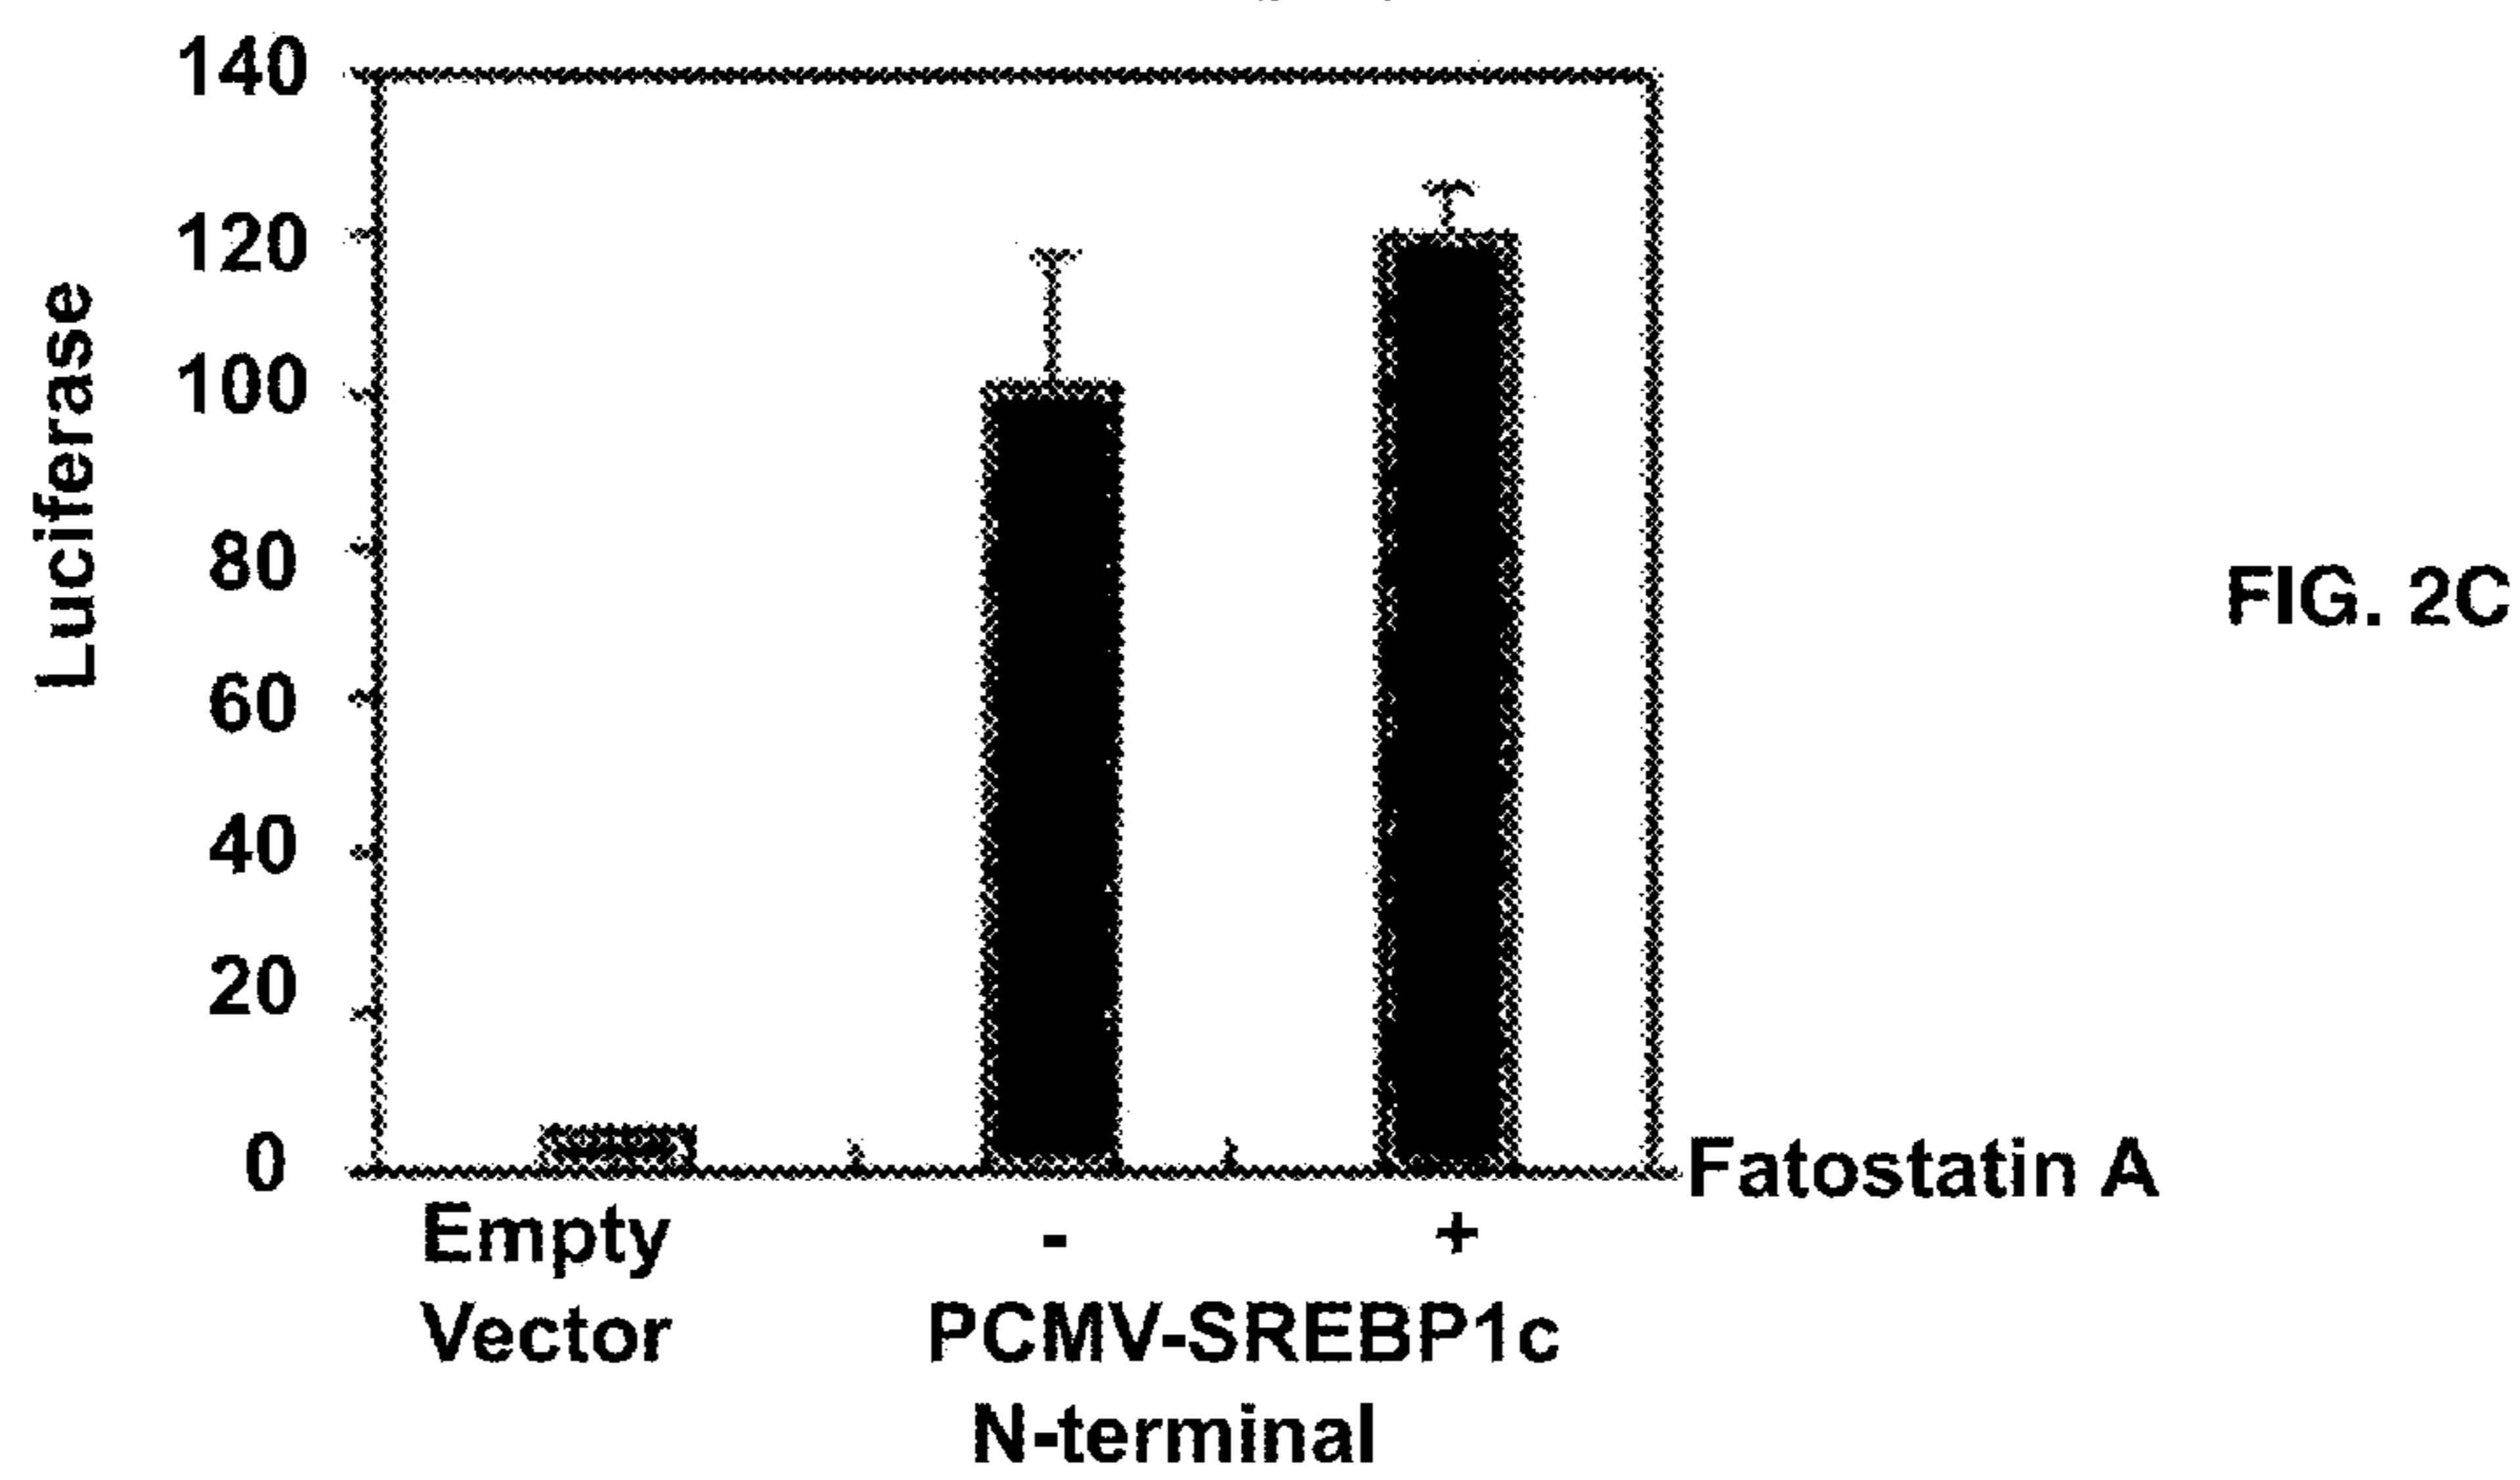 140
120
100
80
60
40
20
0
Luciferase
FIG. 2C
Fatostatin A
Empty - +
Vector PCMV-SREBP1c
N-terminal